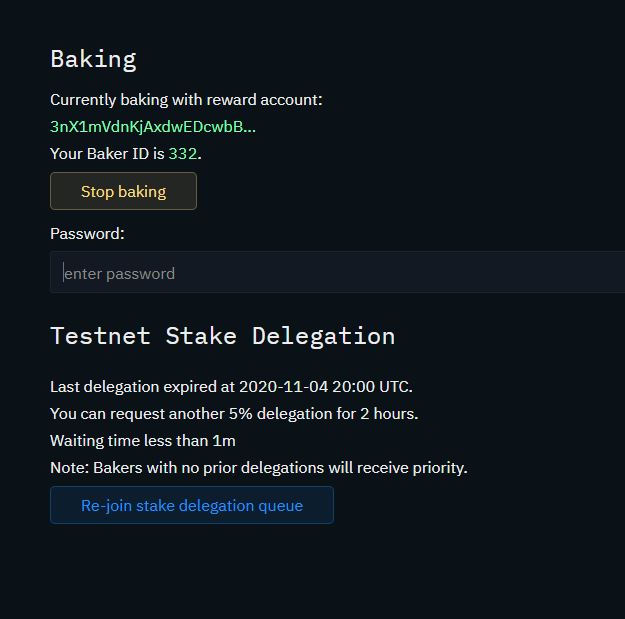 Baking
Currently baking with reward account:
3nX1mVdnKjAxdwEDcwbB...
Your Baker ID is 332.
Stop baking
Password:
enter password
Testnet Stake Delegation
Last delegation expired at 2020-11-04 20:00 UTC.
You can request another 5% delegation for 2 hours.
Waiting time less than 1m
Note: Bakers with no prior delegations will receive priority.
Re-join stake delegation queue